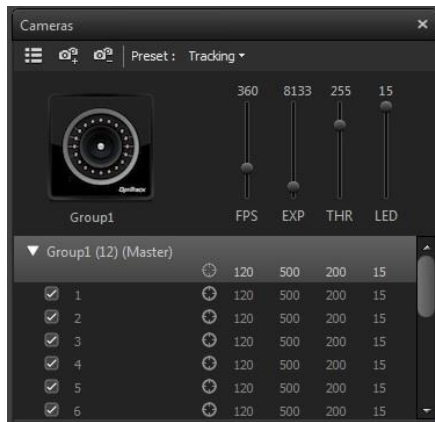 Cameras
Preset : Tracking
360 8133 255 15
OptiTrack
Group1 FPS EXP THR LED
Group1 (12) (Master)
120 500 200 15
1 120 500 200 15
2 120 500 200 15
3 120 500 200 15
4 120 500 200 15
5 120 500 200 15
6 120 500 200 15